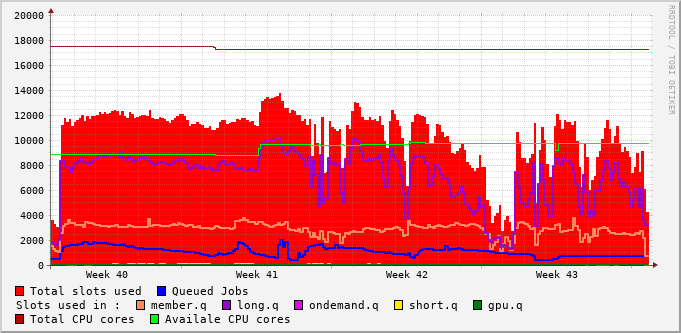 20000
18000
16000
14000
12000
10000
8000
6000
4000
2000
0
Week 40 Week 41 Week 42 Week 43
RRDTOOL / TOBI OETIKER
Total slots used Queued Jobs
Slots used in : member.q long.q ondemand.q short.q gpu.q
Total CPU cores Availale CPU cores